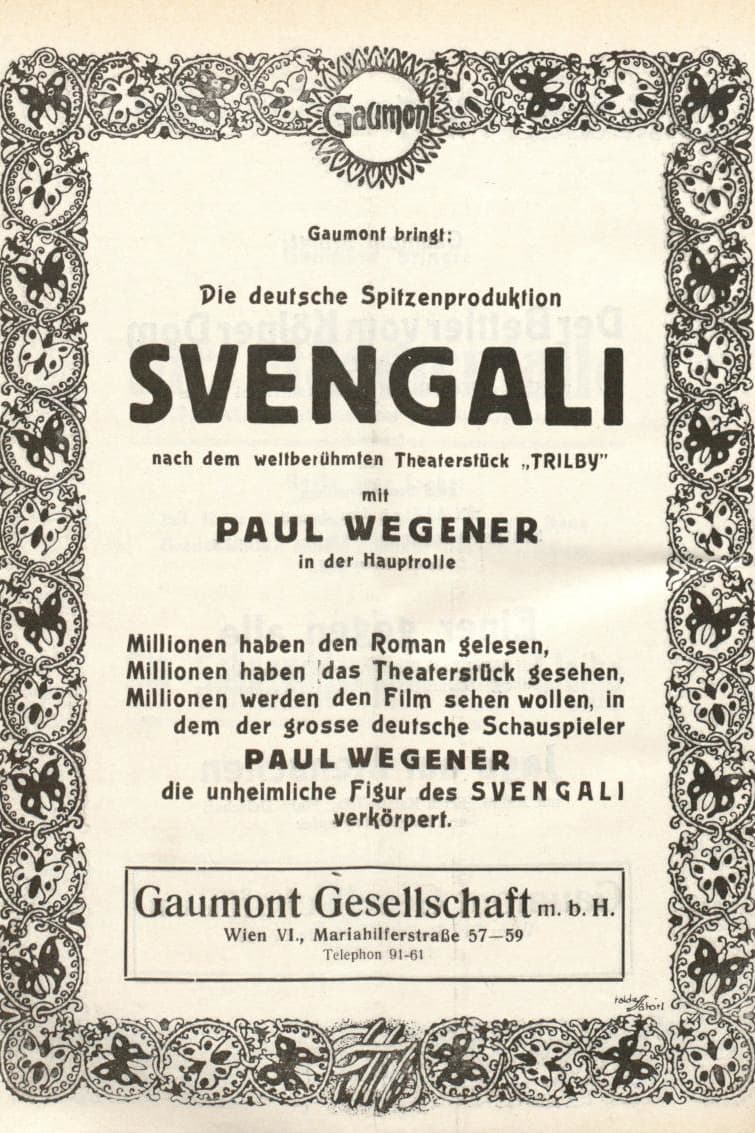 Gaumont
Gaumont bringt:
Die deutsche Spitzenproduktion
SVENGALI
nach dem weltberühmten Theaterstück „TRILBY”
mit
PAUL WEGENER
in der Hauptrolle
Millionen haben den Roman gelesen,
Millionen haben das Theaterstück gesehen,
Millionen werden den Film sehen wollen, in
dem der grosse deutsche Schauspieler
PAUL WEGENER
die unheimliche Figur des SVENGALI
verkörpert.
Gaumont Gesellschaft m. b. H.
Wien VI., Mariahilferstraße 57—59
Telephon 91-61